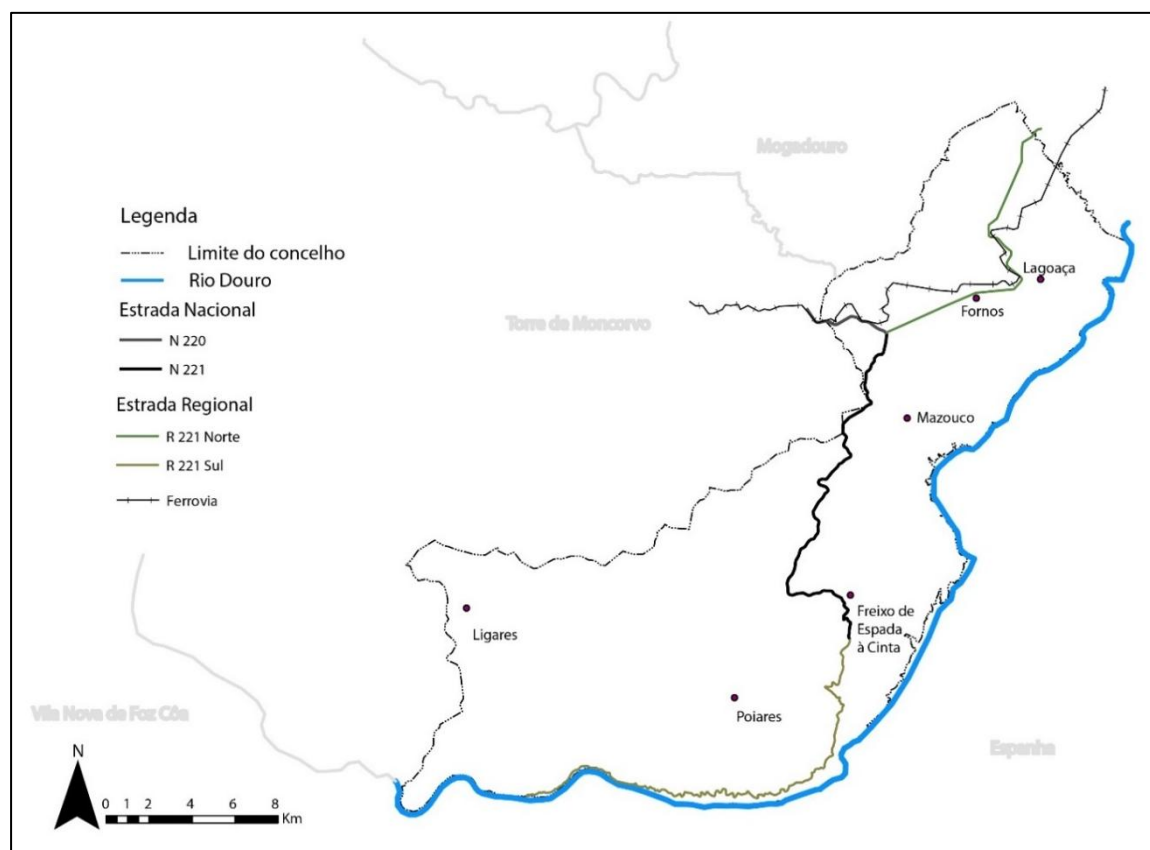 Mogadouro
Legenda
Limite do concelho
Rio Douro
Estrada Nacional
N 220
N 221
Estrada Regional
R 221 Norte
R 221 Sul
Ferrovia
Lagoaça
Fornos
Torre de Moncorvo
Mazouco
Freixo de
Espada
à Cinta
Ligares
Poiares
Vila Nova de Foz Côa
Espanha
N
0 1 2 4 6 8
Km